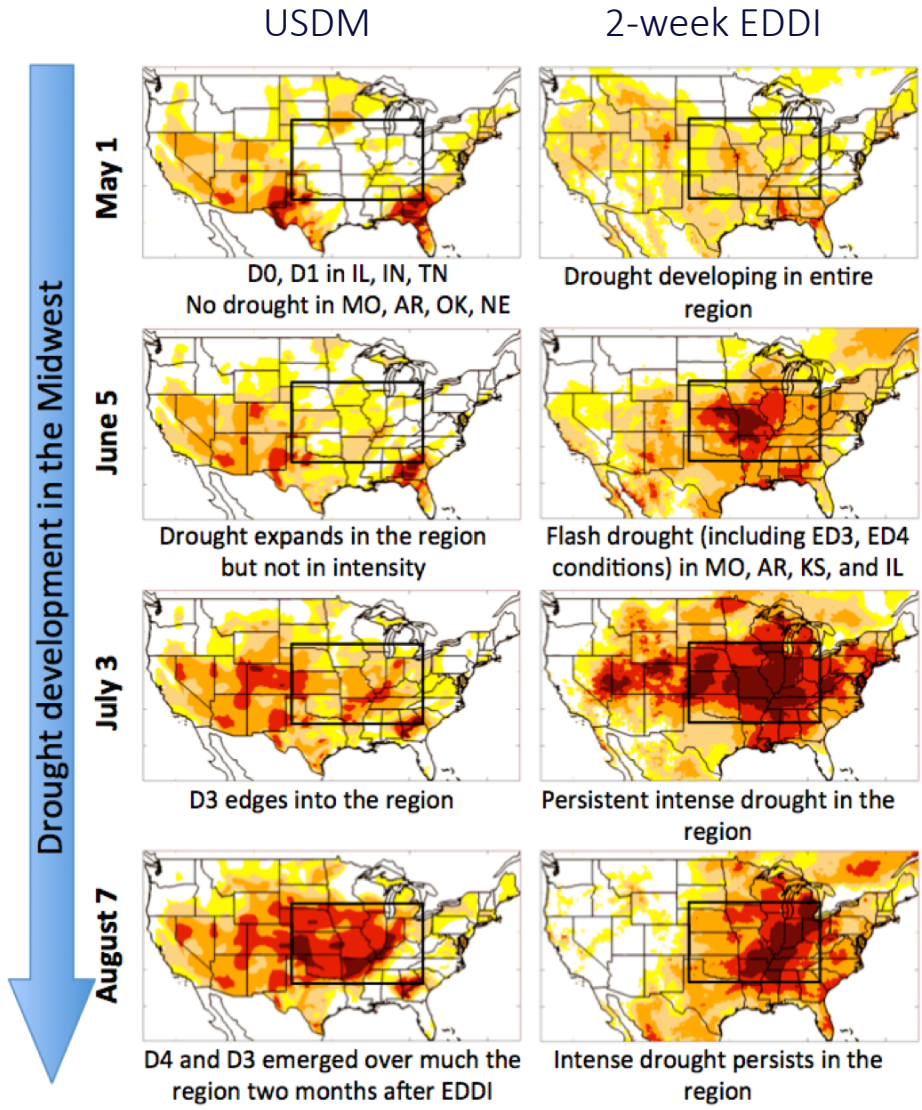 USDM
2-week EDDI
Drought development in the Midwest
May 1
D0, D1 in IL, IN, TN
No drought in MO, AR, OK, NE
Drought developing in entire
region
June 5
Drought expands in the region
but not in intensity
Flash drought (including ED3, ED4
conditions) in MO, AR, KS, and IL
July 3
D3 edges into the region
Persistent intense drought in the
region
August 7
D4 and D3 emerged over much the
region two months after EDDI
Intense drought persists in the
region